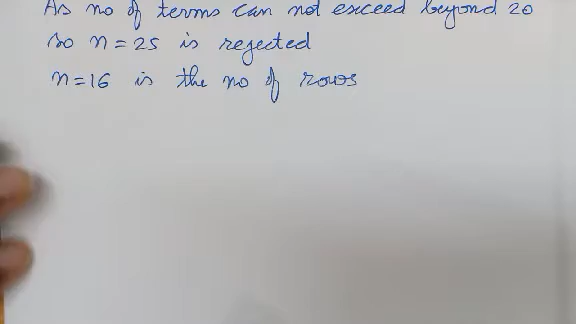 As no of terms can not exceed beyond 20
so n = 25 is rejected
n = 16 is the no of rows